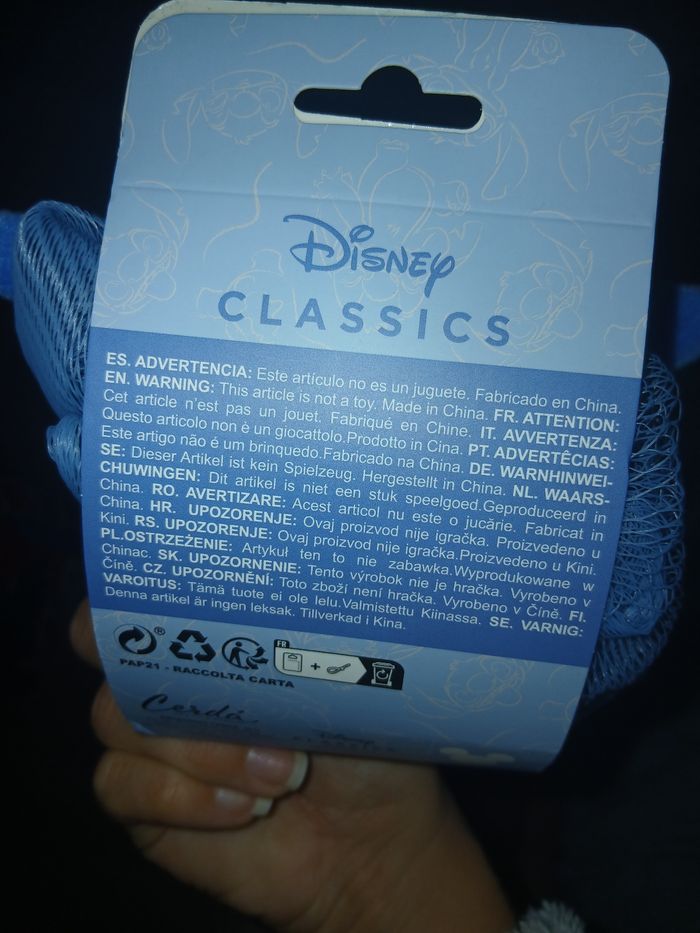 Disney
CLASSICS
ES. ADVERTENCIA: Este artículo no es un juguete. Fabricado en China.
EN. WARNING: This article is not a toy. Made in China. FR. ATTENTION:
Cet article n'est pas un jouet. Fabriqué en Chine. IT. AVVERTENZA:
Questo articolo non è un giocattolo.Prodotto in Cina. PT. ADVERTÊCIAS:
Este artigo não é um brinquedo.Fabricado na China. DE. WARNHINWEI-
SE: Dieser Artikel ist kein Spielzeug. Hergestellt in China. NL. WAARS-
CHUWINGEN: Dit artikel is niet een stuk speelgoed.Geproduceerd in
China. RO. AVERTIZARE: Acest articol nu este o jucărie. Fabricat in
China. HR. UPOZORENJE: Ovaj proizvod nije igračka. Proizvedeno u
Kini. RS. UPOZORENJE: Ovaj proizvod nije igračka.Proizvedeno u Kini.
PL.OSTRZEŻENIE: Artykuł ten to nie zabawka.Wyprodukowane w
Chinac. SK. UPOZORNENIE: Tento výrobok nie je hračka. Vyrobeno v
Číně. CZ. UPOZORNĚNÍ: Toto zboží není hračka. Vyrobeno v Číně. FI.
VAROITUS: Tämä tuote ei ole lelu.Valmistettu Kiinassa. SE. VARNIG:
Denna artikel är ingen leksak. Tillverkad i Kina.
® FR +
PAP21 - RACCOLTA CARTA
Cerdá
Disney